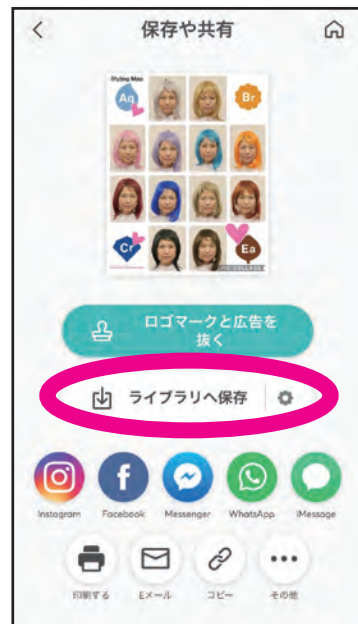 保存や共有
Styling Map
Aq
Br
Cr
Ea
PIC•COLLAGE
ロゴマークと広告を
抜く
ライブラリへ保存
Instagram Facebook Messenger WhatsApp iMessage
印刷する Eメール コピー その他